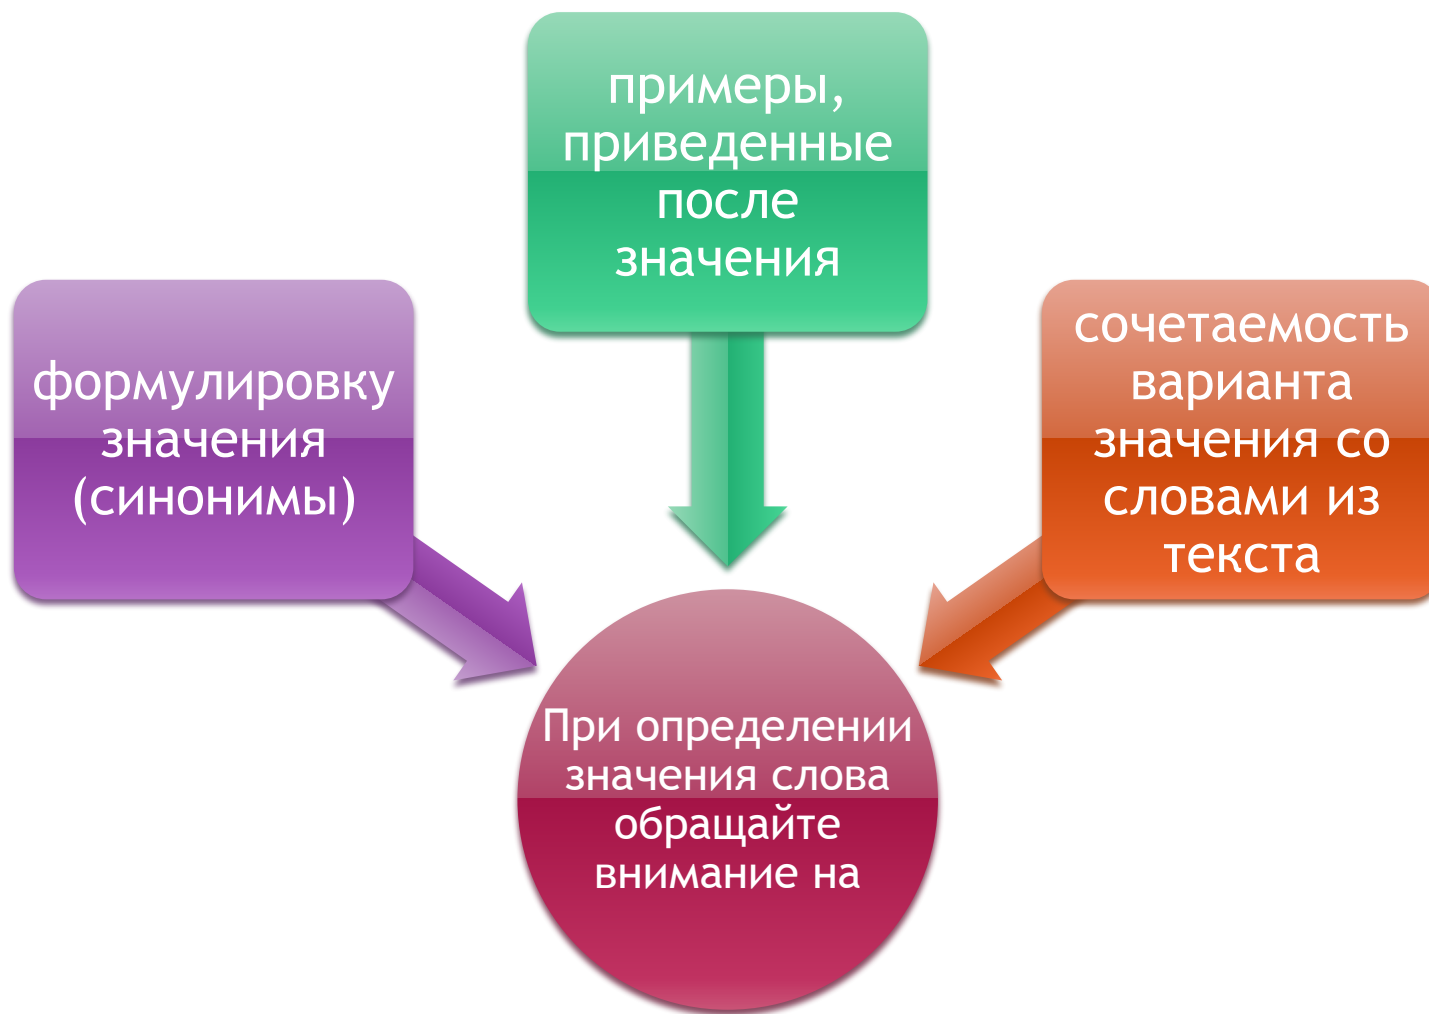 примеры,
приведенные
после
значения
формулировку
значения
(синонимы)
сочетаемость
варианта
значения со
словами из
текста
При определении
значения слова
обращайте
внимание на